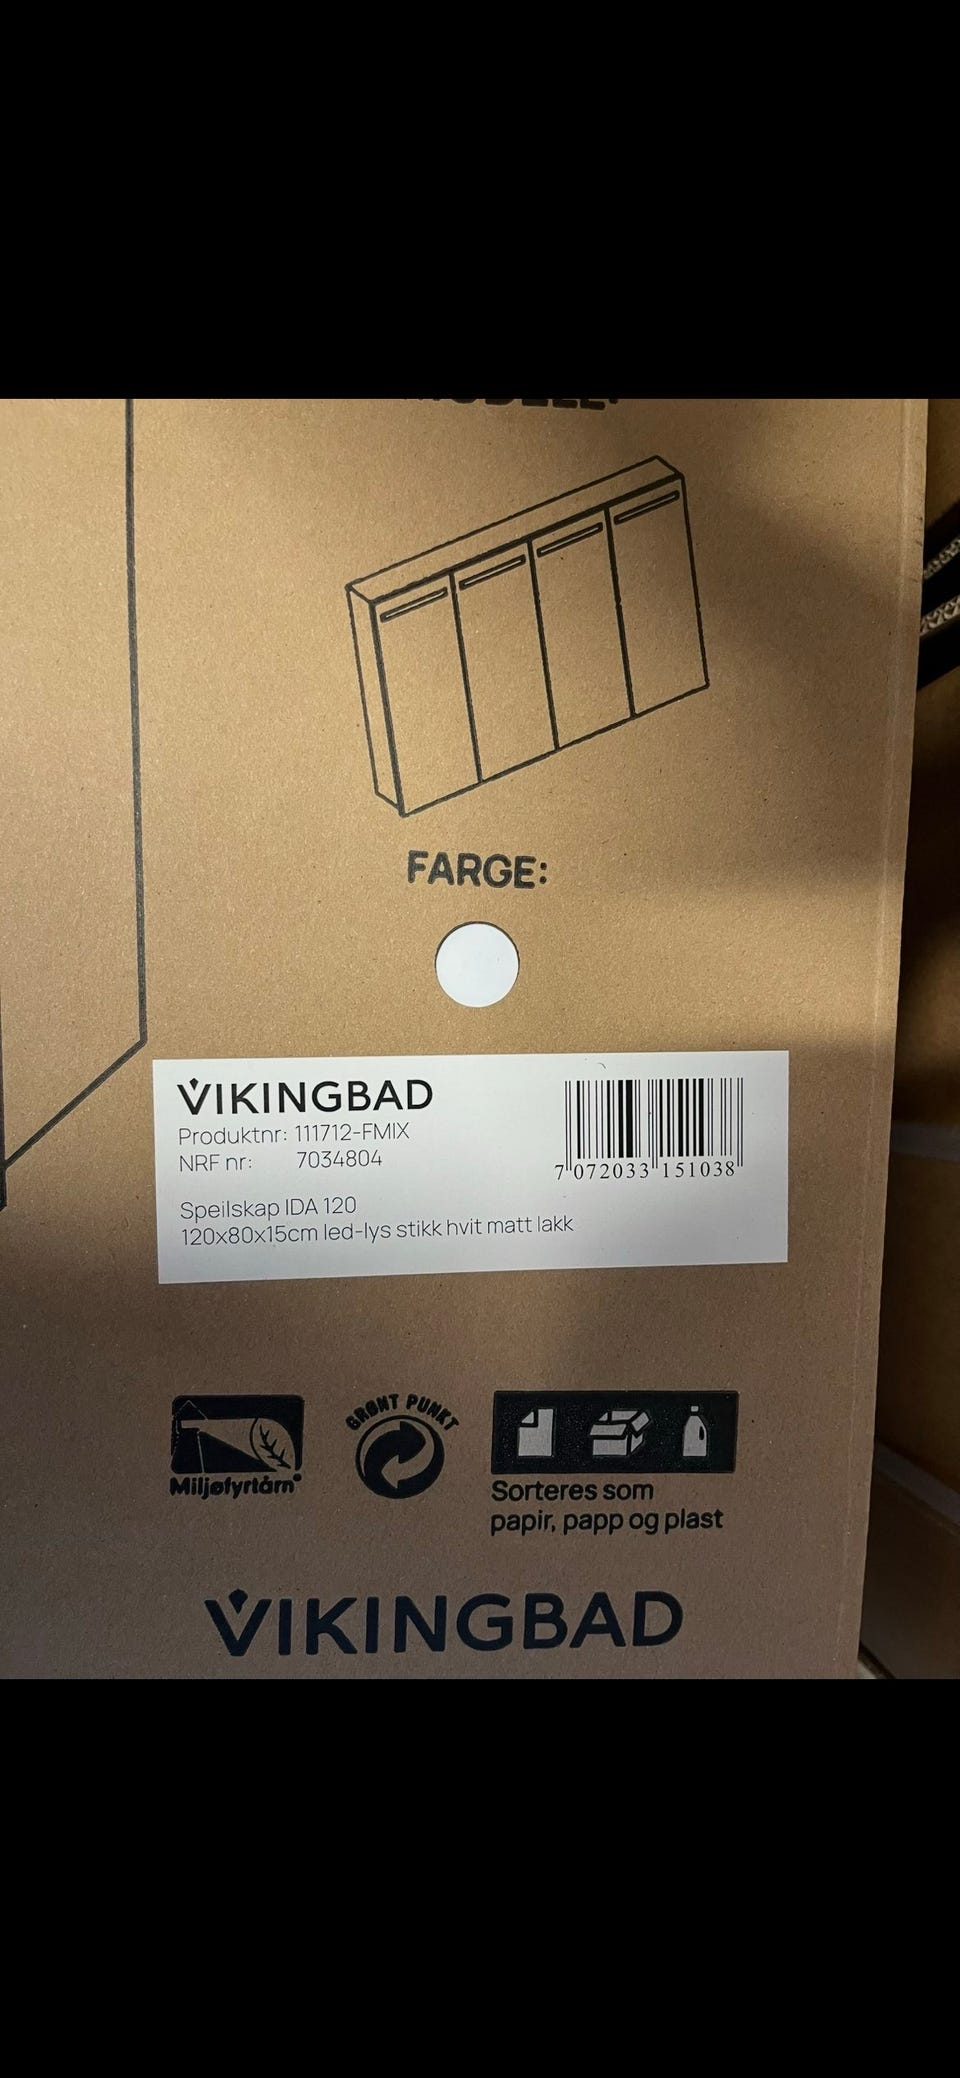 MODELL:
FARGE:
VIKINGBAD
Produktnr: 111712-FMIX
NRF nr: 7034804
7 072033 151038
Speilskap IDA 120
120x80x15cm led-lys stikk hvit matt lakk
Miljøfyrtårn
GRØNT PUNKT
Sorteres som
papir, papp og plast
VIKINGBAD